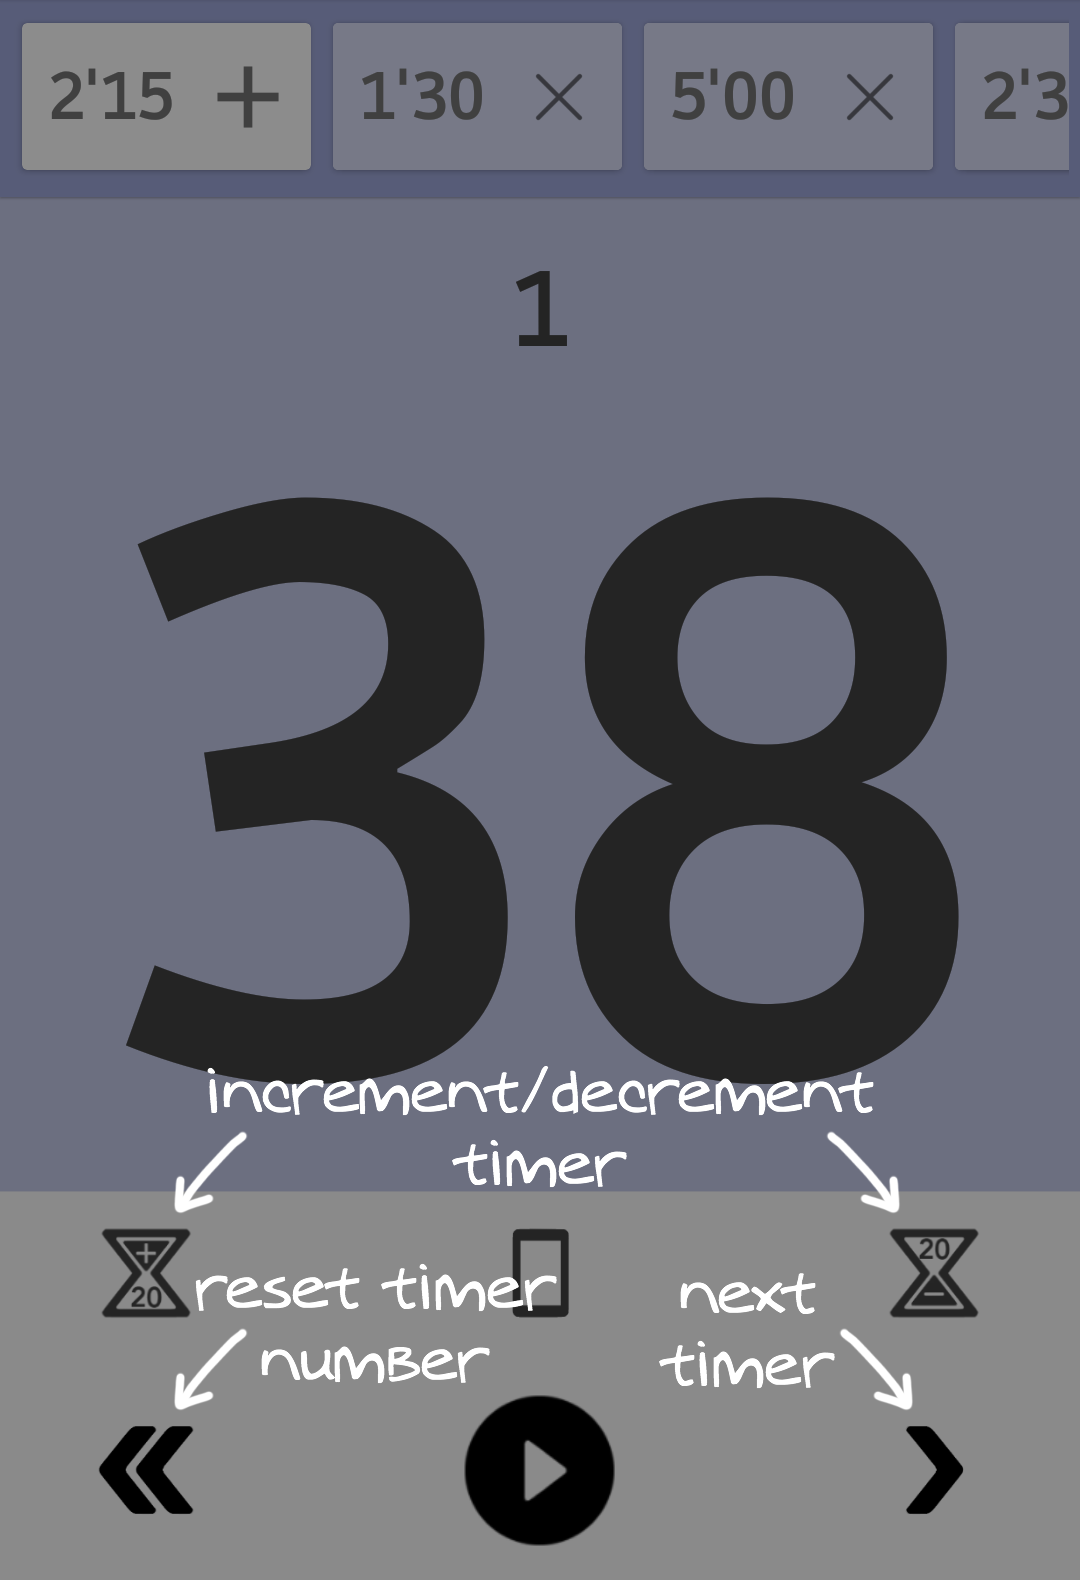 2'15 + 1'30 × 5'00 × 2'3
1
38
increment/decrement
timer
+
20
20
−
reset timer
number
next
timer